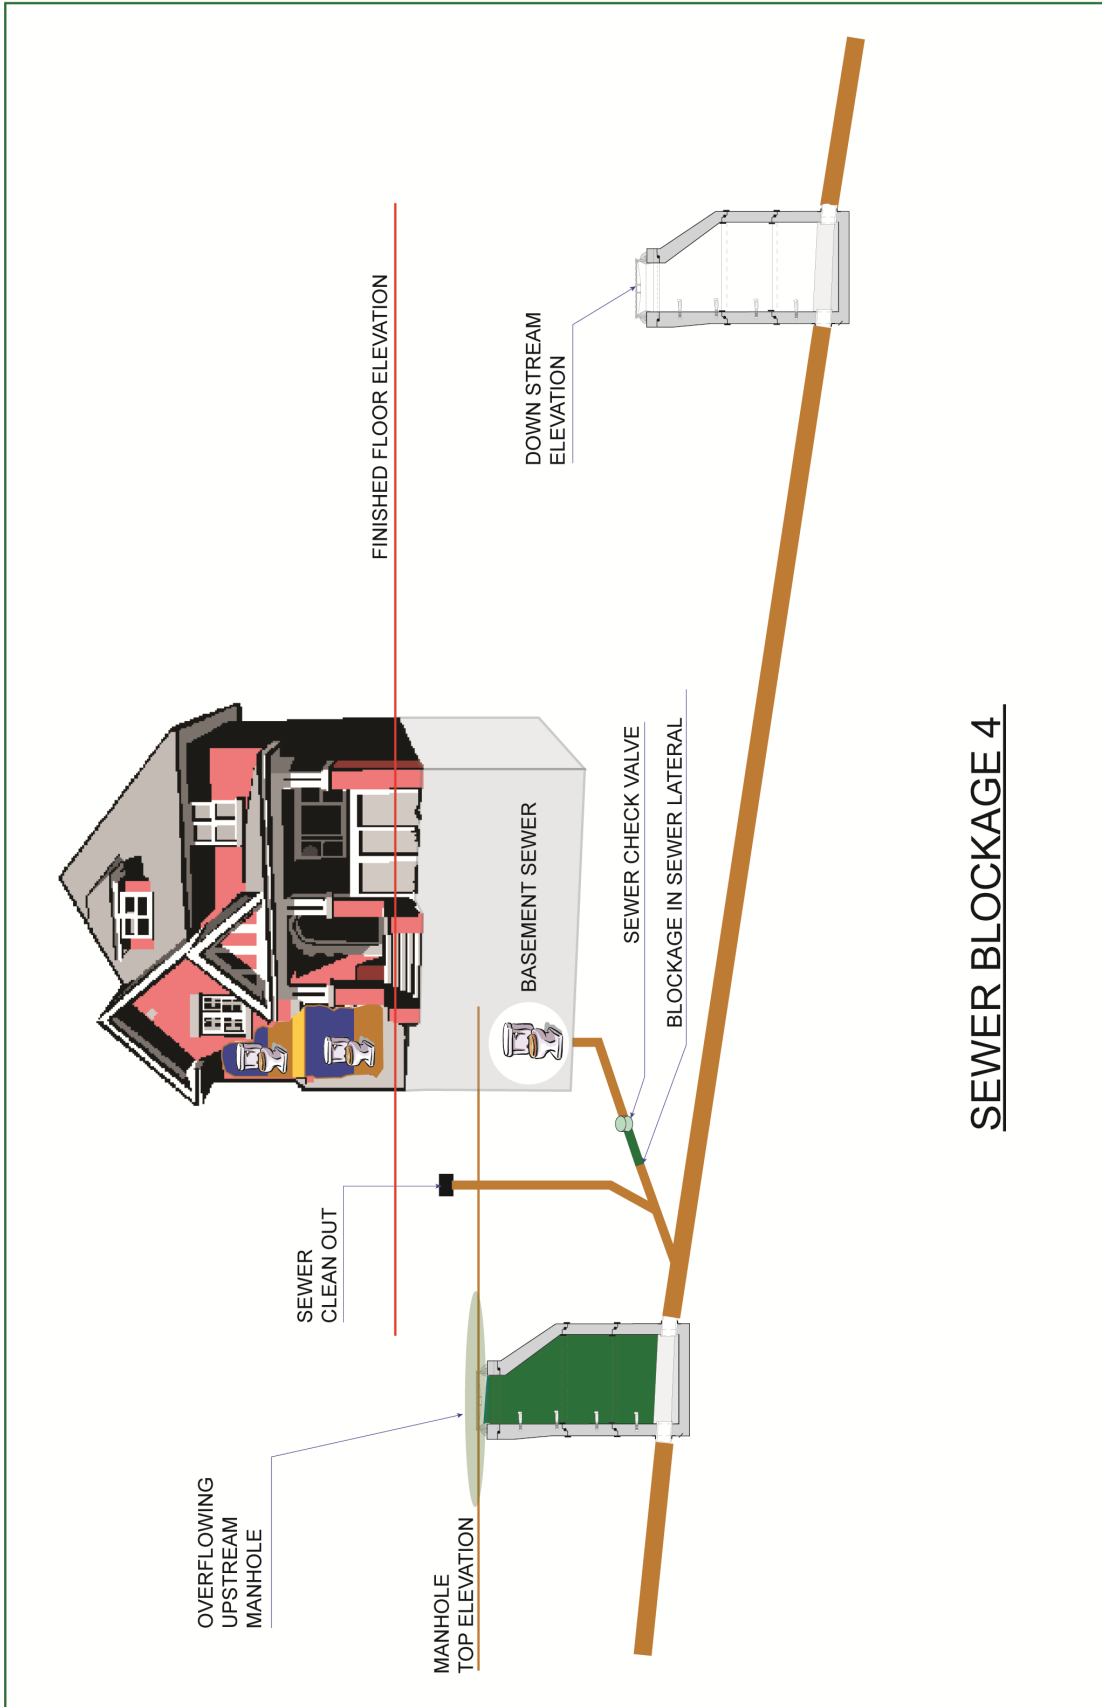 OVERFLOWING
UPSTREAM
MANHOLE
MANHOLE
TOP ELEVATION
SEWER
CLEAN OUT
FINISHED FLOOR ELEVATION
BASEMENT SEWER
SEWER CHECK VALVE
BLOCKAGE IN SEWER LATERAL
DOWN STREAM
ELEVATION
SEWER BLOCKAGE 4